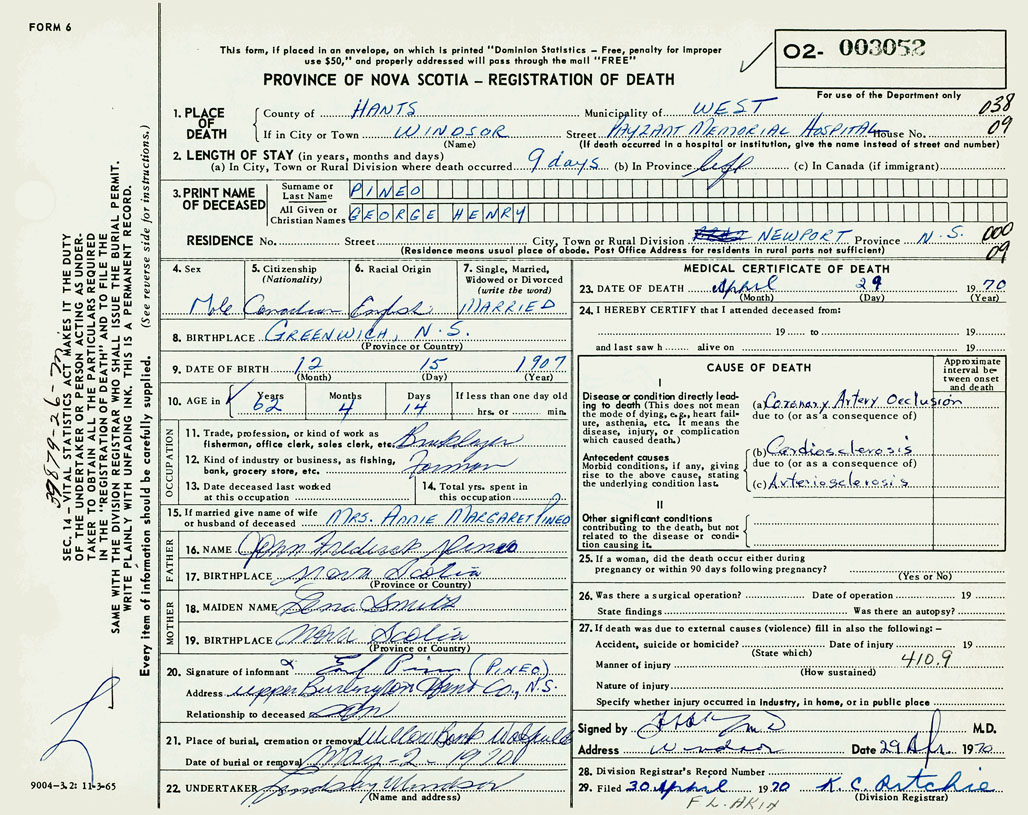 FORM 6
This form, if placed in an envelope, on which is printed "Dominion Statistics - Free, penalty for improper
use $50," and properly addressed will pass through the mail "FREE"
O2- 003052
PROVINCE OF NOVA SCOTIA - REGISTRATION OF DEATH
For use of the Department only
1. PLACE OF DEATH
County of HANTS Municipality of WEST 038
If in City or Town WINDSOR Street PAYZANT MEMORIAL HOSPITAL House No. 09
(Name) (If death occurred in a hospital or institution, give the name instead of street and number)
2. LENGTH OF STAY (in years, months and days)
(a) In City, Town or Rural Division where death occurred 9 days (b) In Province life (c) In Canada (if immigrant)
3. PRINT NAME OF DECEASED
Surname or Last Name PINEO
All Given or Christian Names GEORGE HENRY
RESIDENCE No. Street City, Town or Rural Division NEWPORT Province N.S. 000
(Residence means usual place of abode. Post Office Address for residents in rural parts not sufficient) 09
4. Sex Male
5. Citizenship (Nationality) Canadian
6. Racial Origin English
7. Single, Married, Widowed or Divorced (write the word) MARRIED
8. BIRTHPLACE GREENWICH, N.S.
(Province or Country)
9. DATE OF BIRTH 12 15 1907
(Month) (Day) (Year)
10. AGE in Years Months Days If less than one day old
62 4 14 hrs. or min.
OCCUPATION
11. Trade, profession, or kind of work as
fisherman, office clerk, sales clerk, etc. Bricklayer
12. Kind of industry or business, as fishing,
bank, grocery store, etc. Forman
13. Date deceased last worked
at this occupation
14. Total yrs. spent in
this occupation
15. If married give name of wife
or husband of deceased MRS. ANNIE MARGARET PINEO
FATHER
16. NAME John Frederick Pineo
17. BIRTHPLACE Nova Scotia
(Province or Country)
MOTHER
18. MAIDEN NAME Lena Smith
19. BIRTHPLACE Nova Scotia
(Province or Country)
20. Signature of informant x (PINEO)
Address Upper Burlington Hants Co., N.S.
Relationship to deceased son
21. Place of burial, cremation or removal Willow Bank Wolfville
Date of burial or removal May - 2 - 1970
22. UNDERTAKER Lindsay Windsor
(Name and address)
MEDICAL CERTIFICATE OF DEATH
23. DATE OF DEATH April 29 1970
(Month) (Day) (Year)
24. I HEREBY CERTIFY that I attended deceased from:
19 to 19
and last saw h alive on 19
CAUSE OF DEATH
Approximate interval between onset and death
I
Disease or condition directly lead-
ing to death (This does not mean
the mode of dying, e.g., heart fail-
ure, asthenia, etc. It means the
disease, injury, or complication
which caused death.)
(a) Coronary Artery Occlusion
due to (or as a consequence of)
Antecedent causes
Morbid conditions, if any, giving
rise to the above cause, stating
the underlying condition last.
(b) Cardiosclerosis
due to (or as a consequence of)
(c) Arteriosclerosis
II
Other significant conditions
contributing to the death, but not
related to the disease or condi-
tion causing it.
25. If a woman, did the death occur either during
pregnancy or within 90 days following pregnancy?
(Yes or No)
26. Was there a surgical operation? Date of operation 19
State findings Was there an autopsy?
27. If death was due to external causes (violence) fill in also the following: -
Accident, suicide or homicide? Date of injury 19
(State which)
Manner of injury 410.9
(How sustained)
Nature of injury
Specify whether injury occurred in industry, in home, or in public place
Signed by MD M.D.
Address Windsor Date 29 Apr 1970
28. Division Registrar's Record Number
29. Filed 30 April 1970 K. C. Ritchie
F L. AKIN (Division Registrar)
SEC. 14 - VITAL STATISTICS ACT MAKES IT THE DUTY
OF THE UNDERTAKER OR PERSON ACTING AS UNDER-
TAKER TO OBTAIN ALL THE PARTICULARS REQUIRED
IN THE "REGISTRATION OF DEATH" AND TO FILE THE
SAME WITH THE DIVISION REGISTRAR WHO SHALL ISSUE THE BURIAL PERMIT.
WRITE PLAINLY WITH UNFADING INK. THIS IS A PERMANENT RECORD.
Every item of information should be carefully supplied. (See reverse side for instructions.)
9004-3.2: 11-3-65